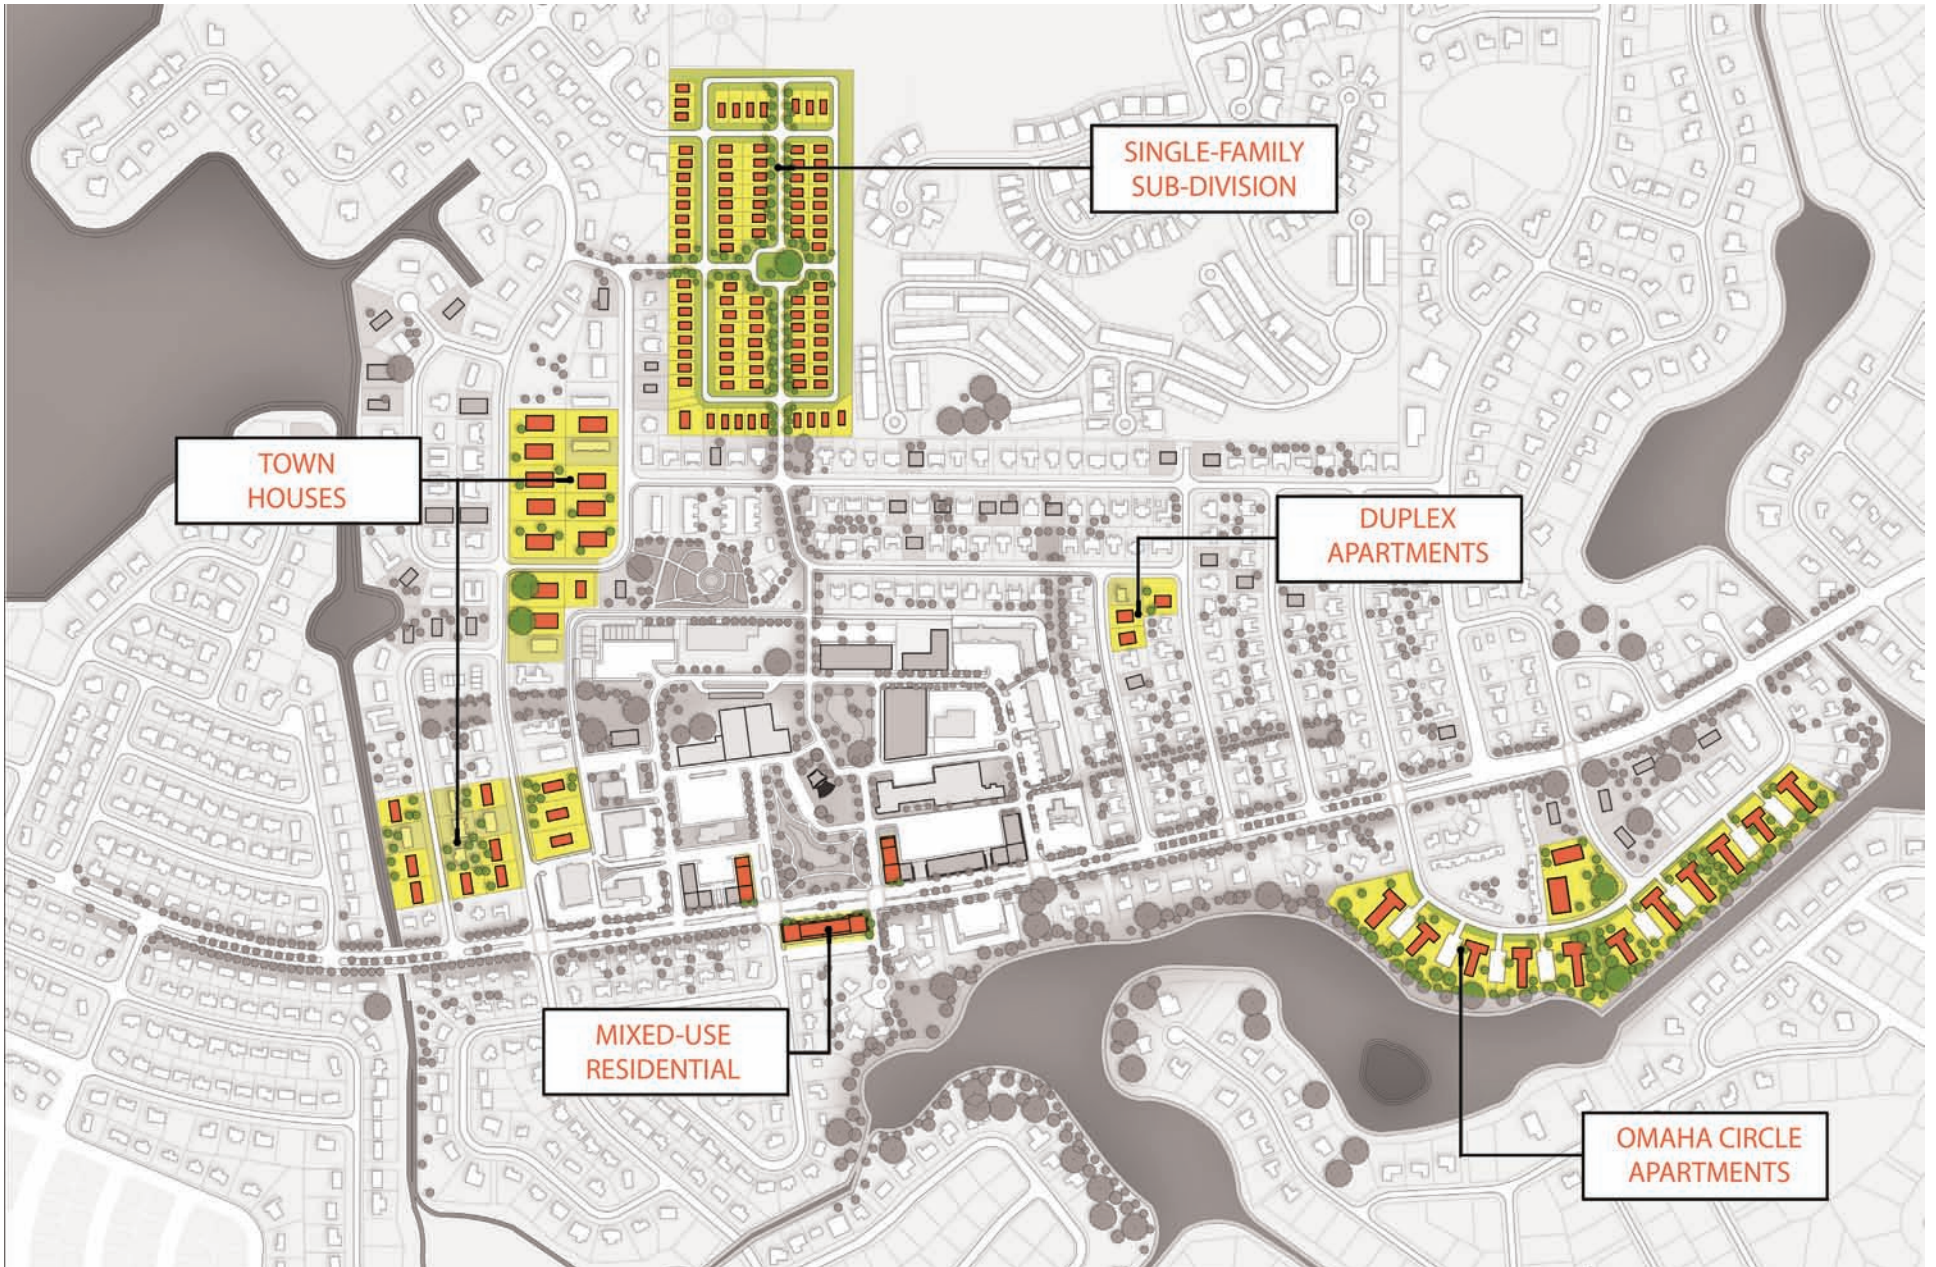 SINGLE-FAMILY
SUB-DIVISION
TOWN
HOUSES
DUPLEX
APARTMENTS
MIXED-USE
RESIDENTIAL
OMAHA CIRCLE
APARTMENTS